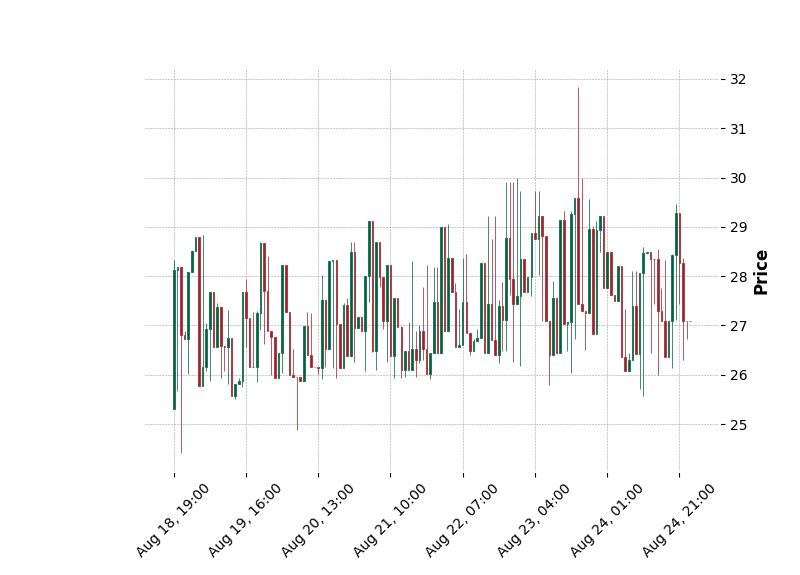 32
31
30
29
28
27
26
25
Price
Aug 18, 19:00
Aug 19, 16:00
Aug 20, 13:00
Aug 21, 10:00
Aug 22, 07:00
Aug 23, 04:00
Aug 24, 01:00
Aug 24, 21:00